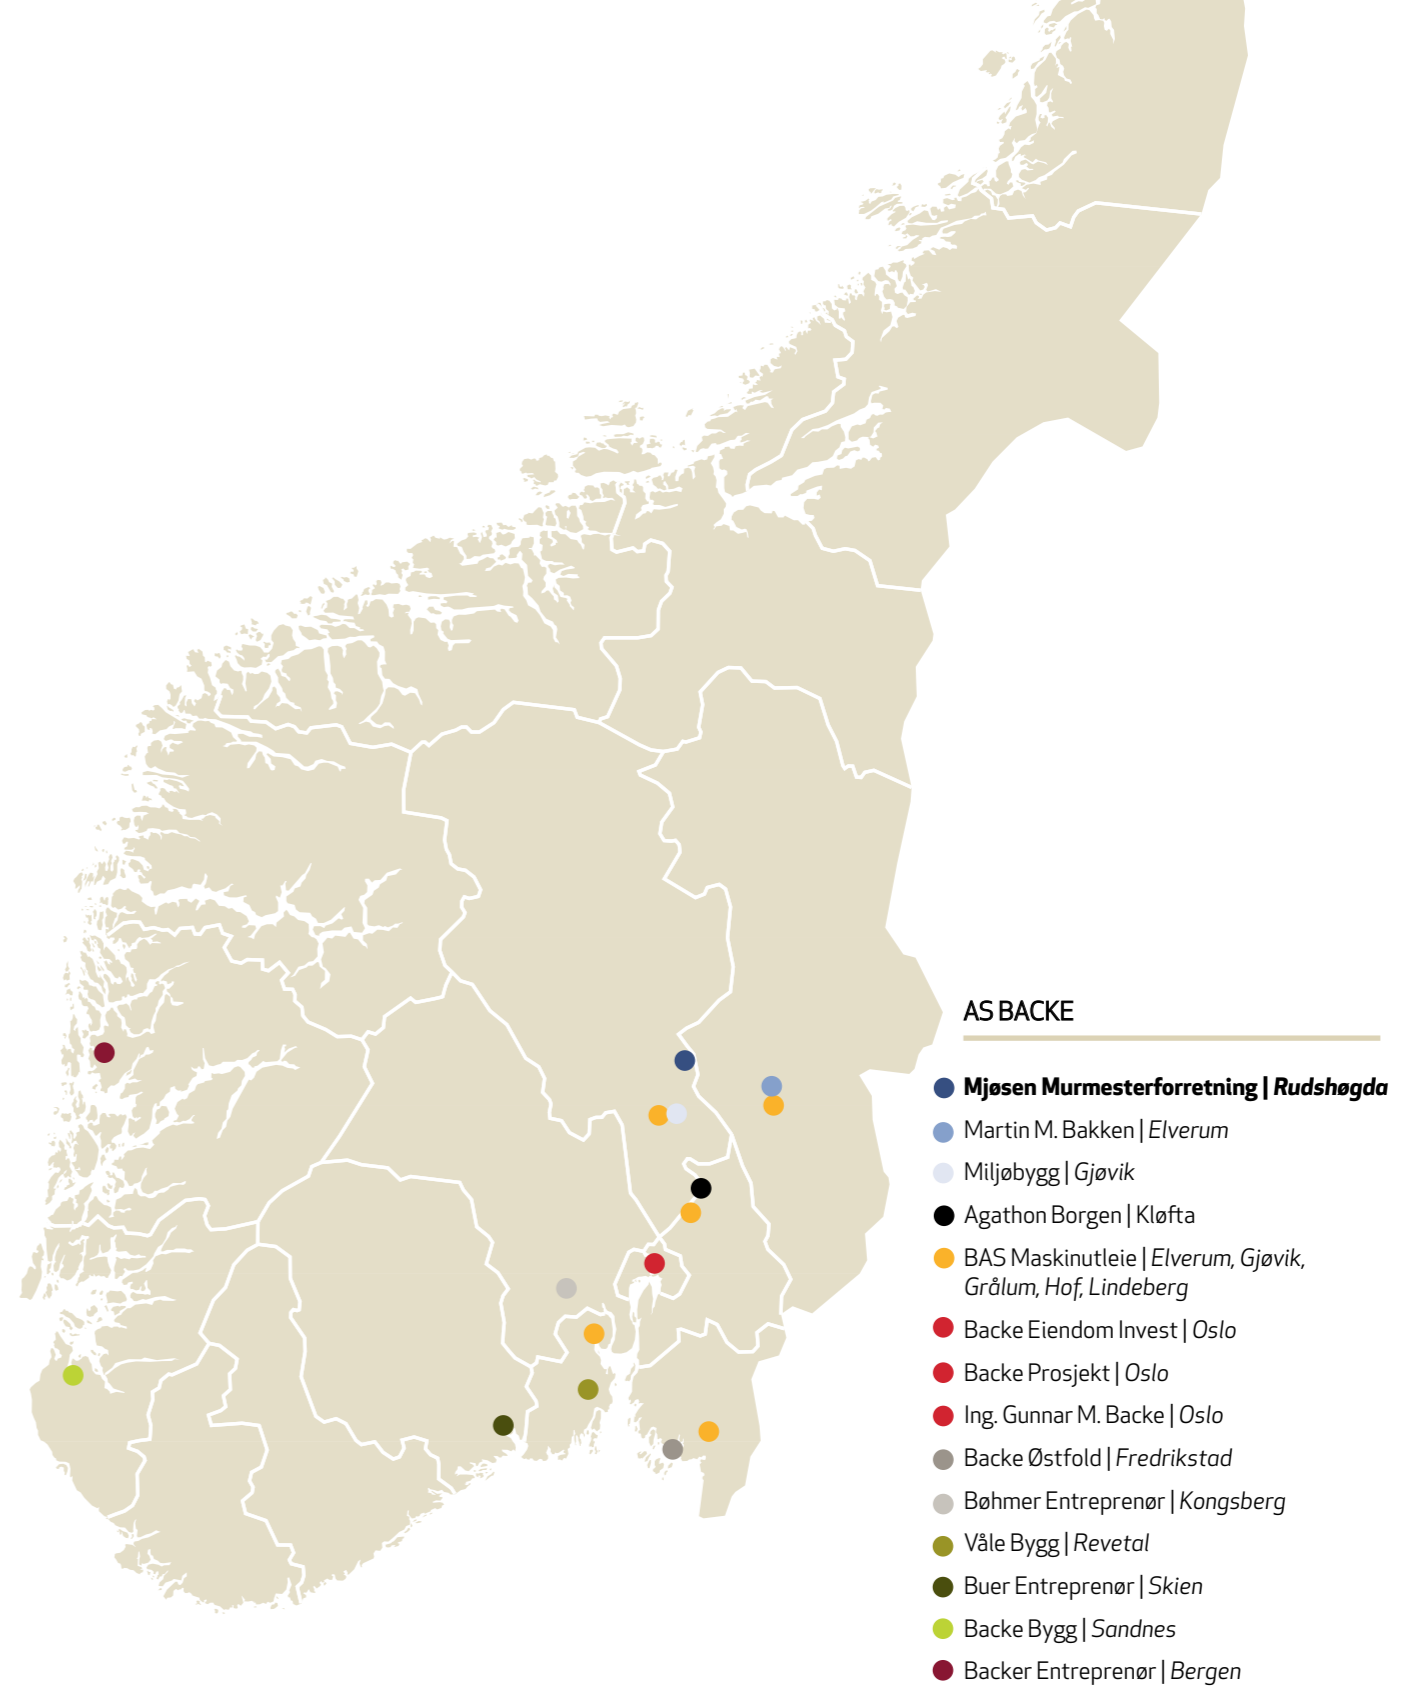 AS BACKE
Mjøsen Murmesterforretning | Rudshøgda
Martin M. Bakken | Elverum
Miljøbygg | Gjøvik
Agathon Borgen | Kløfta
BAS Maskinutleie | Elverum, Gjøvik,
Grålum, Hof, Lindeberg
Backe Eiendom Invest | Oslo
Backe Prosjekt | Oslo
Ing. Gunnar M. Backe | Oslo
Backe Østfold | Fredrikstad
Bøhmer Entreprenør | Kongsberg
Våle Bygg | Revetal
Buer Entreprenør | Skien
Backe Bygg | Sandnes
Backer Entreprenør | Bergen